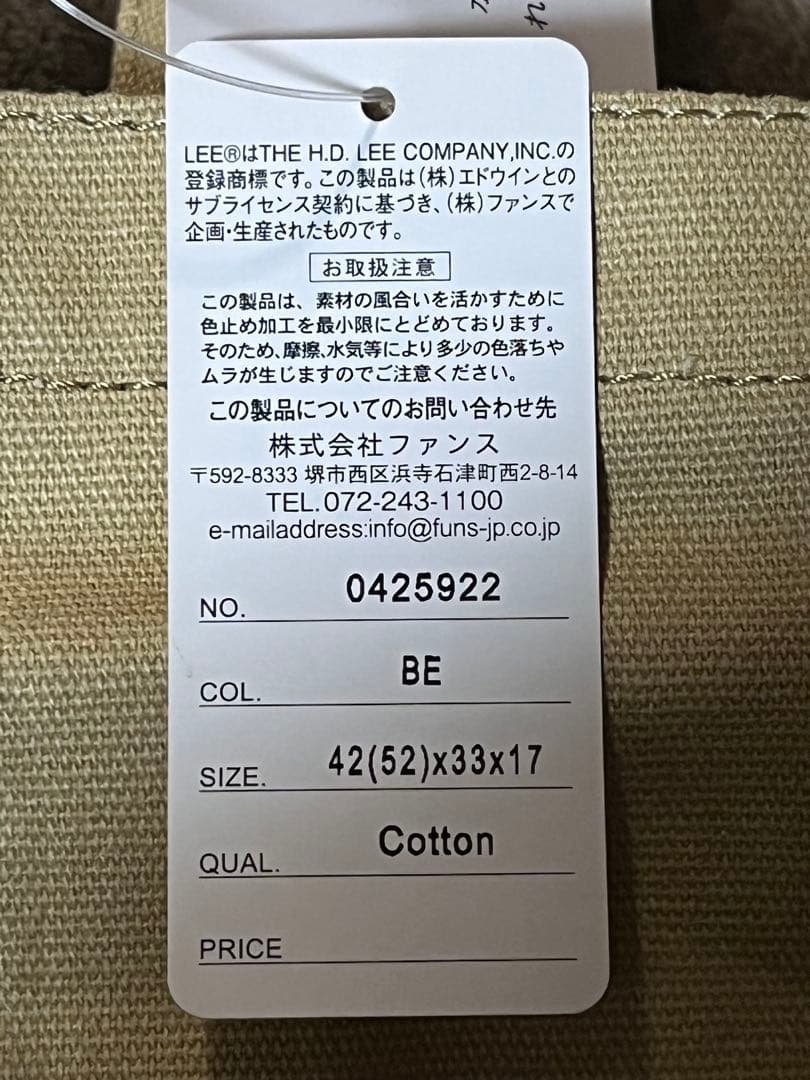 LEE®はTHE H.D. LEE COMPANY,INC.の
登録商標です。この製品は(株)エドウインとの
サブライセンス契約に基づき、(株)ファンスで
企画・生産されたものです。
お取扱注意
この製品は、素材の風合いを活かすために
色止め加工を最小限にとどめております。
そのため、摩擦、水気等により多少の色落ちや
ムラが生じますのでご注意ください。
この製品についてのお問い合わせ先
株式会社ファンス
〒592-8333 堺市西区浜寺石津町西2-8-14
TEL.072-243-1100
e-mailaddress:info@funs-jp.co.jp
NO. 0425922
COL. BE
SIZE. 42(52)x33x17
QUAL. Cotton
PRICE